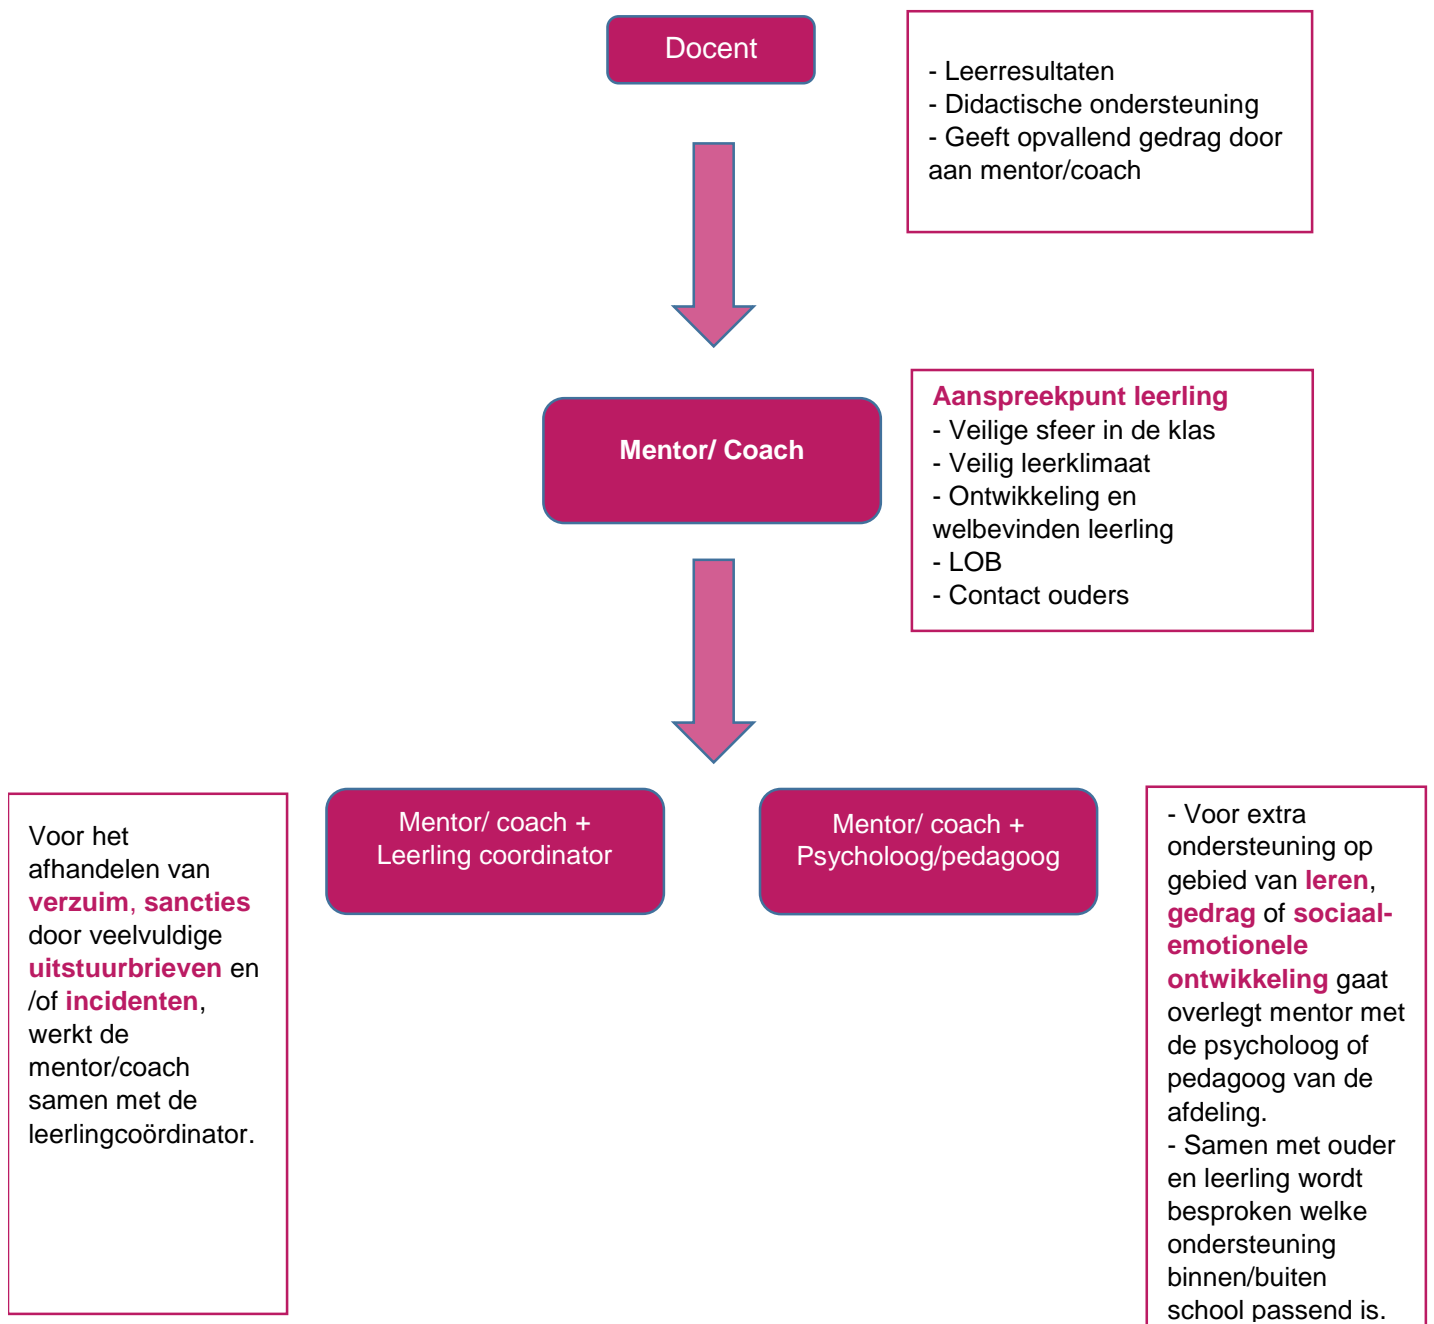 Docent
- Leerresultaten
- Didactische ondersteuning
- Geeft opvallend gedrag door
aan mentor/coach
Mentor/ Coach
Aanspreekpunt leerling
- Veilige sfeer in de klas
- Veilig leerklimaat
- Ontwikkeling en
welbevinden leerling
- LOB
- Contact ouders
Voor het
afhandelen van
verzuim, sancties
door veelvuldige
uitstuurbrieven en
/of incidenten,
werkt de
mentor/coach
samen met de
leerlingcoördinator.
Mentor/ coach +
Leerling coordinator
Mentor/ coach +
Psycholoog/pedagoog
- Voor extra
ondersteuning op
gebied van leren,
gedrag of sociaal-
emotionele
ontwikkeling gaat
overlegt mentor met
de psycholoog of
pedagoog van de
afdeling.
- Samen met ouder
en leerling wordt
besproken welke
ondersteuning
binnen/buiten
school passend is.